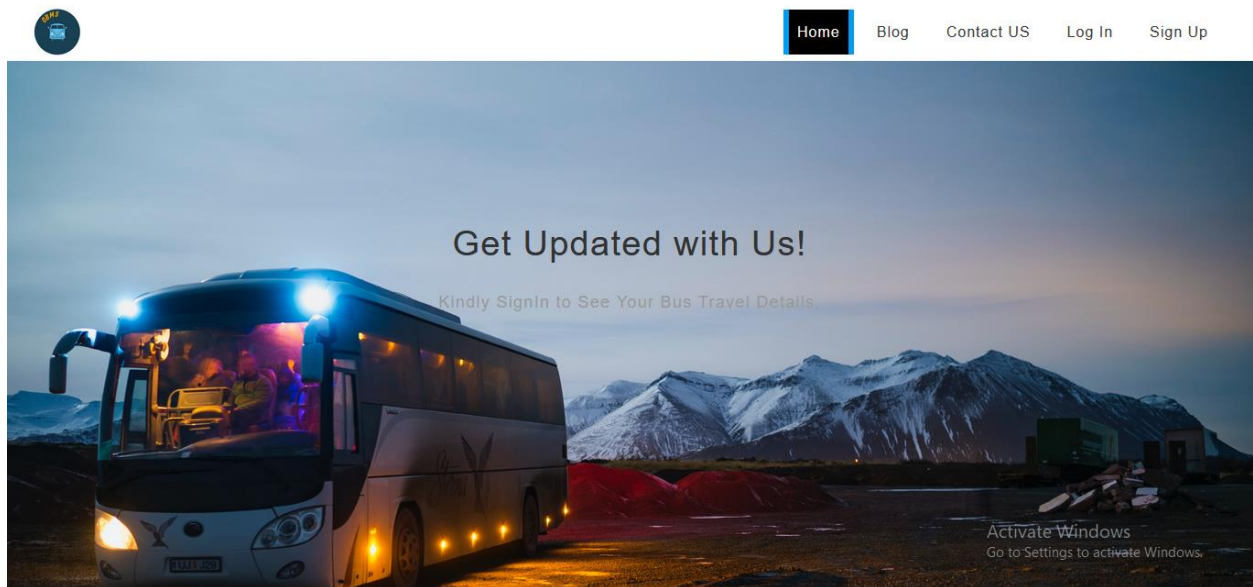 OBMS
Home
Blog
Contact US
Log In
Sign Up
Get Updated with Us!
Kindly SignIn to See Your Bus Travel Details.
Activate Windows
Go to Settings to activate Windows.